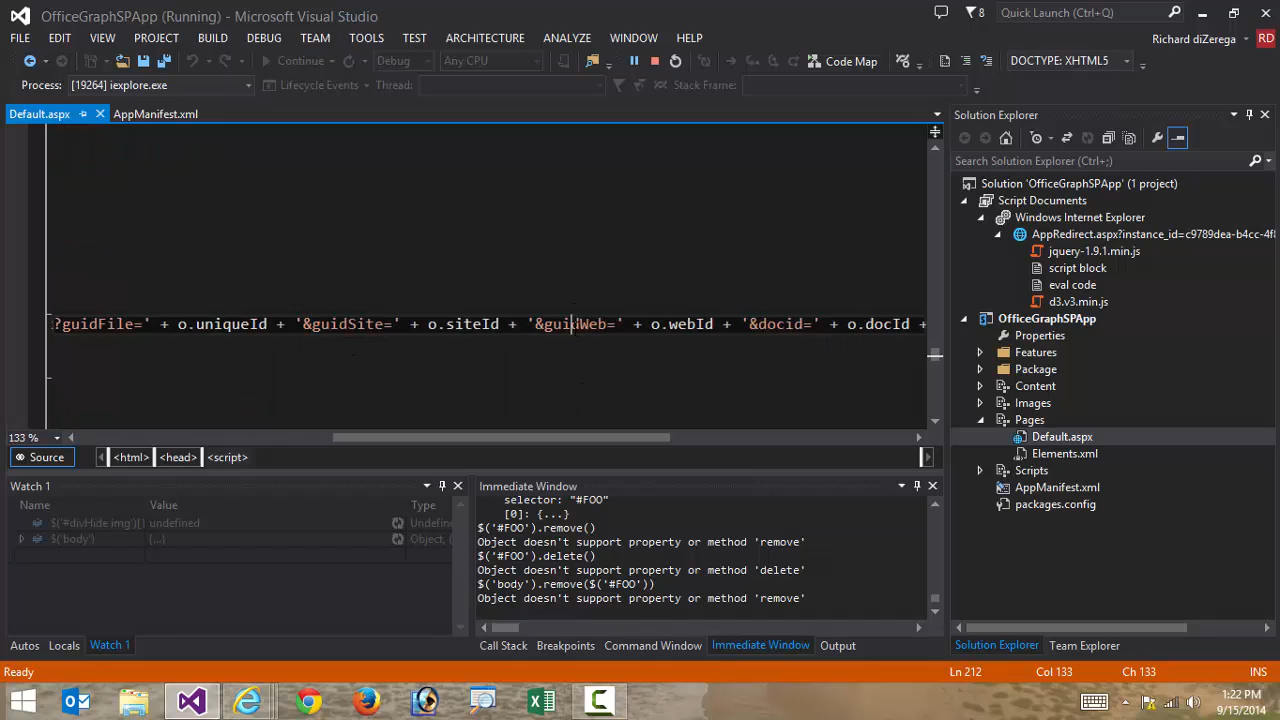 OfficeGraphSPApp (Running) - Microsoft Visual Studio
8
Quick Launch (Ctrl+Q)
FILE EDIT VIEW PROJECT BUILD DEBUG TEAM TOOLS TEST ARCHITECTURE ANALYZE WINDOW HELP
Richard diZerega
RD
Continue
Debug
Any CPU
Code Map
DOCTYPE: XHTML5
Process: [19264] iexplore.exe
Lifecycle Events
Thread:
Stack Frame:
Default.aspx
AppManifest.xml
?guidFile=' + o.uniqueId + '&guidSite=' + o.siteId + '&guidWeb=' + o.webId + '&docid=' + o.docId +
133 %
Source
<html> <head> <script>
Solution Explorer
Search Solution Explorer (Ctrl+;)
Solution 'OfficeGraphSPApp' (1 project)
Script Documents
Windows Internet Explorer
AppRedirect.aspx?instance_id=c9789dea-b4cc-4f8
jquery-1.9.1.min.js
script block
eval code
d3.v3.min.js
OfficeGraphSPApp
Properties
Features
Package
Content
Images
Pages
Default.aspx
Elements.xml
Scripts
AppManifest.xml
packages.config
Watch 1
Name Value Type
$('#divHide img')[] undefined Undefin
$('body') {...} Object, (
Immediate Window
selector: "#FOO"
[0]: {...}
$('#FOO').remove()
Object doesn't support property or method 'remove'
$('#FOO').delete()
Object doesn't support property or method 'delete'
$('body').remove($('#FOO'))
Object doesn't support property or method 'remove'
Autos Locals Watch 1
Call Stack Breakpoints Command Window Immediate Window Output
Solution Explorer Team Explorer
Ready
Ln 212 Col 133 Ch 133 INS
1:22 PM
9/15/2014